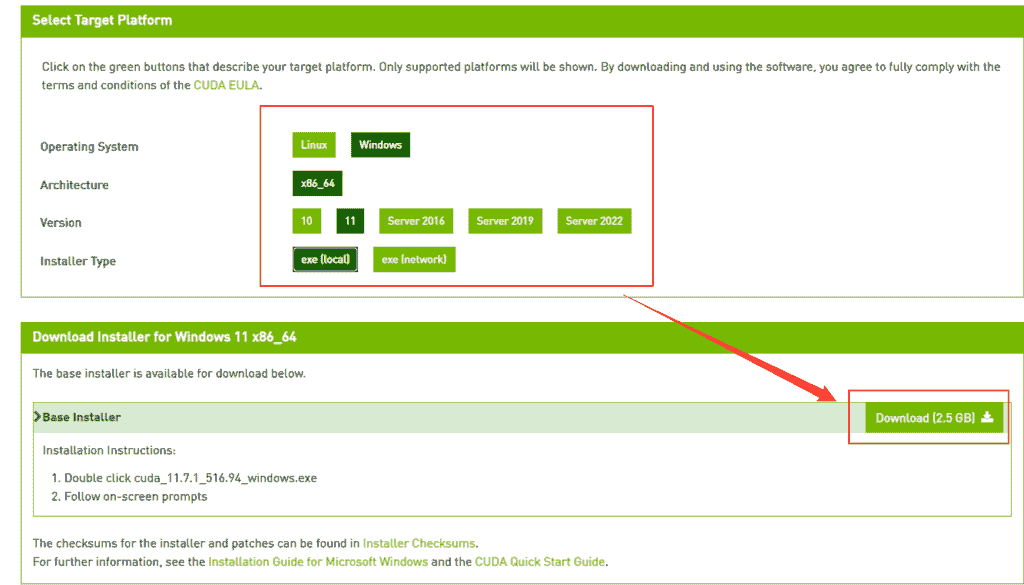 Select Target Platform
Click on the green buttons that describe your target platform. Only supported platforms will be shown. By downloading and using the software, you agree to fully comply with the
terms and conditions of the CUDA EULA.
Operating System Linux Windows
Architecture x86_64
Version 10 11 Server 2016 Server 2019 Server 2022
Installer Type exe (local) exe (network)
Download Installer for Windows 11 x86_64
The base installer is available for download below.
Base Installer Download (2.5 GB)
Installation Instructions:
1. Double click cuda_11.7.1_516.94_windows.exe
2. Follow on-screen prompts
The checksums for the installer and patches can be found in Installer Checksums.
For further information, see the Installation Guide for Microsoft Windows and the CUDA Quick Start Guide.